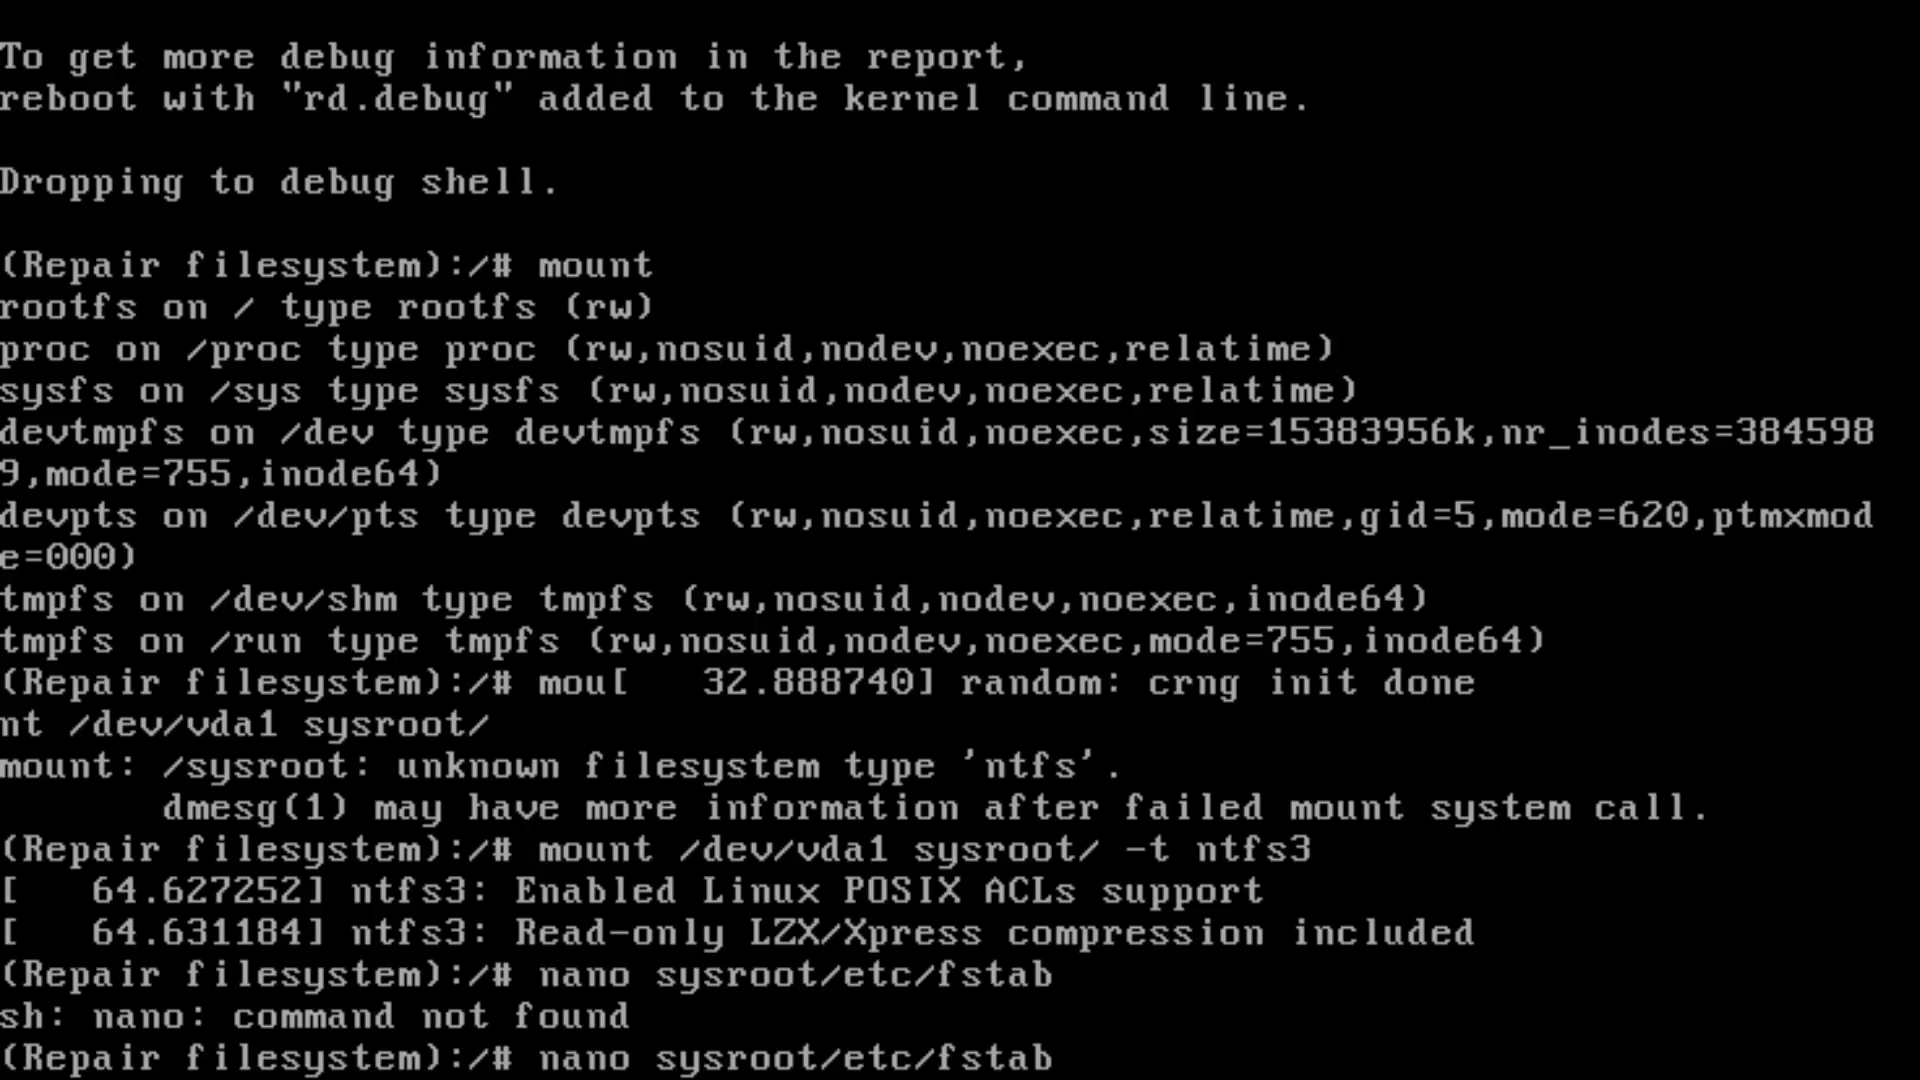 To get more debug information in the report,
reboot with "rd.debug" added to the kernel command line.
Dropping to debug shell.
(Repair filesystem):/# mount
rootfs on / type rootfs (rw)
proc on /proc type proc (rw,nosuid,nodev,noexec,relatime)
sysfs on /sys type sysfs (rw,nosuid,nodev,noexec,relatime)
devtmpfs on /dev type devtmpfs (rw,nosuid,noexec,size=15383956k,nr_inodes=384598
9,mode=755,inode64)
devpts on /dev/pts type devpts (rw,nosuid,noexec,relatime,gid=5,mode=620,ptmxmod
e=000)
tmpfs on /dev/shm type tmpfs (rw,nosuid,nodev,noexec,inode64)
tmpfs on /run type tmpfs (rw,nosuid,nodev,noexec,mode=755,inode64)
(Repair filesystem):/# mou[   32.888740] random: crng init done
nt /dev/vda1 sysroot/
mount: /sysroot: unknown filesystem type 'ntfs'.
       dmesg(1) may have more information after failed mount system call.
(Repair filesystem):/# mount /dev/vda1 sysroot/ -t ntfs3
[   64.627252] ntfs3: Enabled Linux POSIX ACLs support
[   64.631184] ntfs3: Read-only LZX/Xpress compression included
(Repair filesystem):/# nano sysroot/etc/fstab
sh: nano: command not found
(Repair filesystem):/# nano sysroot/etc/fstab